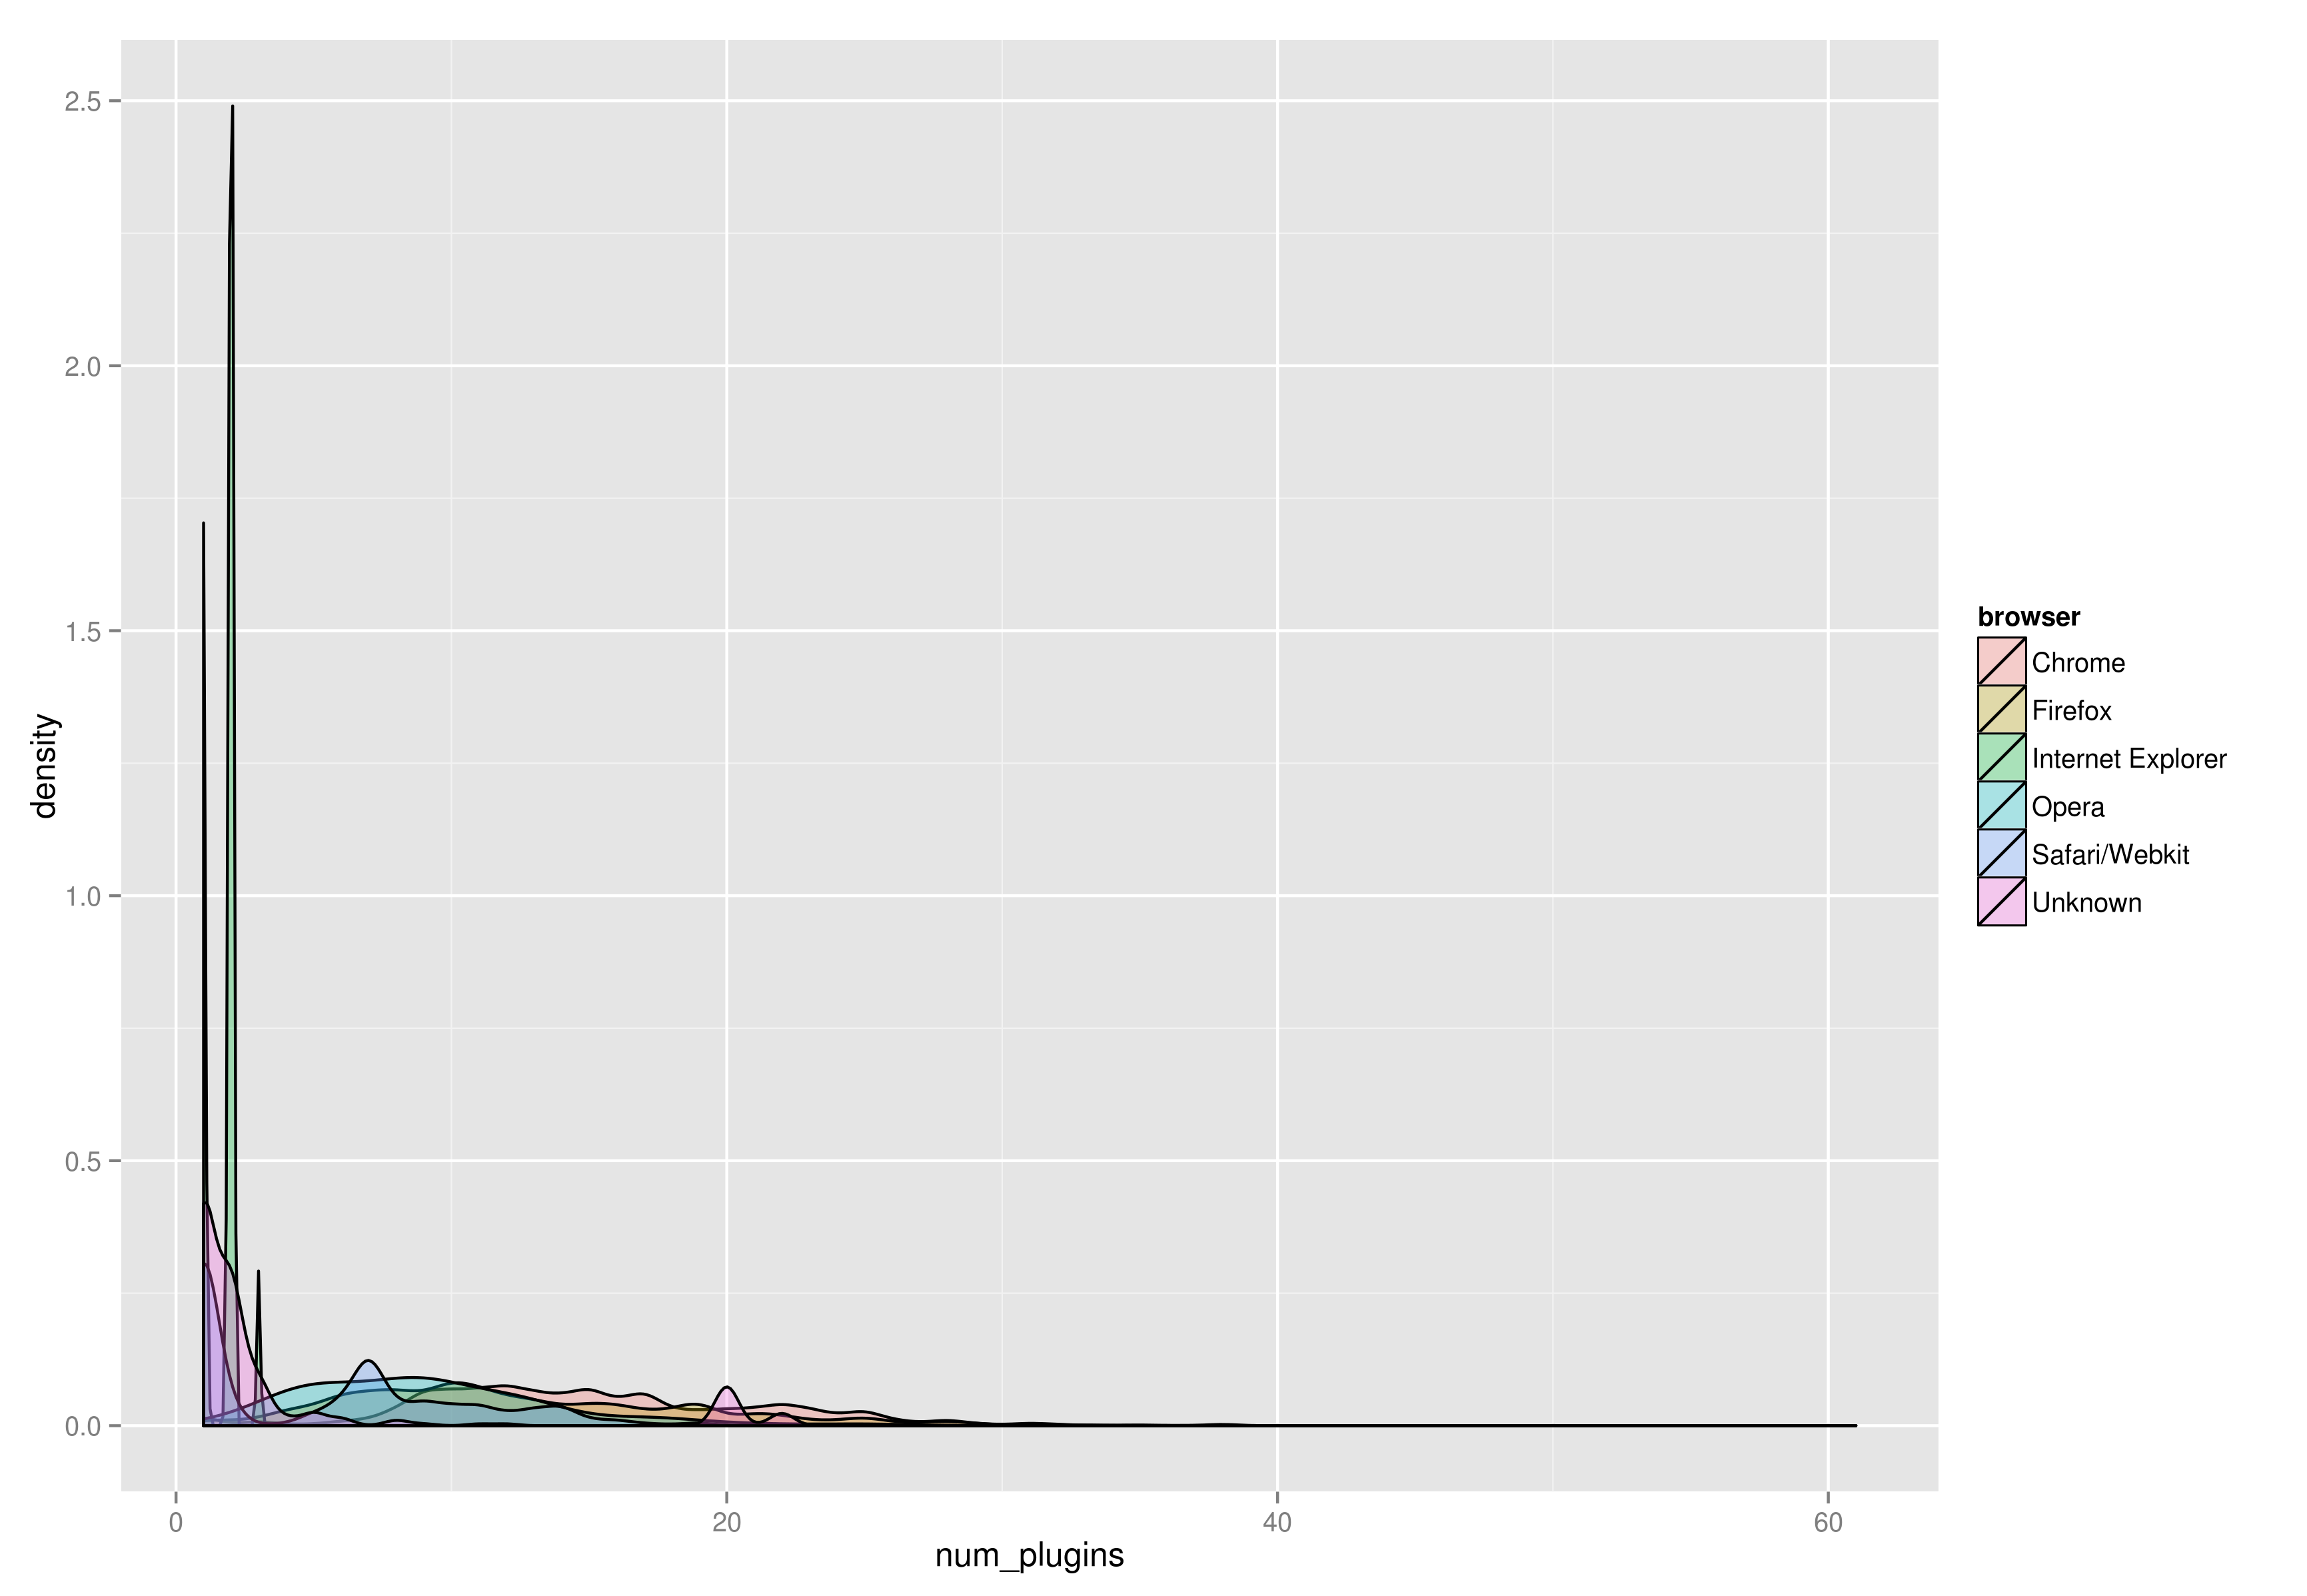 2.5
2.0
1.5
1.0
0.5
0.0
density
0
20
40
60
num_plugins
browser
Chrome
Firefox
Internet Explorer
Opera
Safari/Webkit
Unknown